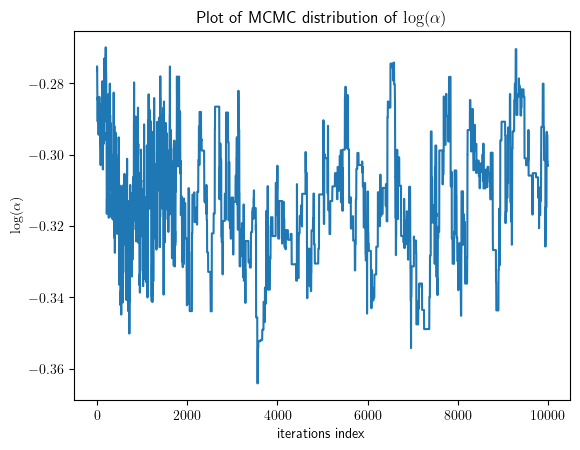 Plot of MCMC distribution of log(α)
−0.28
−0.30
−0.32
−0.34
−0.36
log(α)
0 2000 4000 6000 8000 10000
iterations index